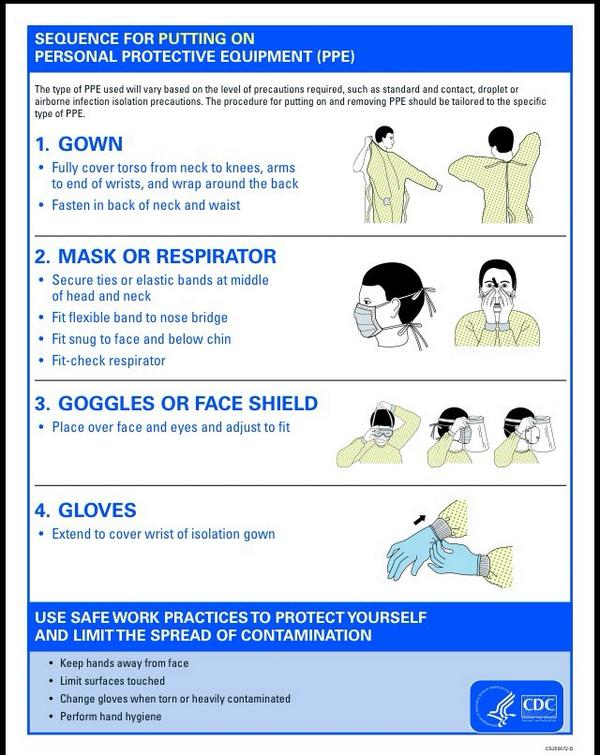 SEQUENCE FOR PUTTING ON
PERSONAL PROTECTIVE EQUIPMENT (PPE)
The type of PPE used will vary based on the level of precautions required, such as standard and contact, droplet or
airborne infection isolation precautions. The procedure for putting on and removing PPE should be tailored to the specific
type of PPE.
1. GOWN
• Fully cover torso from neck to knees, arms
to end of wrists, and wrap around the back
• Fasten in back of neck and waist
2. MASK OR RESPIRATOR
• Secure ties or elastic bands at middle
of head and neck
• Fit flexible band to nose bridge
• Fit snug to face and below chin
• Fit-check respirator
3. GOGGLES OR FACE SHIELD
• Place over face and eyes and adjust to fit
4. GLOVES
• Extend to cover wrist of isolation gown
USE SAFE WORK PRACTICES TO PROTECT YOURSELF
AND LIMIT THE SPREAD OF CONTAMINATION
• Keep hands away from face
• Limit surfaces touched
• Change gloves when torn or heavily contaminated
• Perform hand hygiene
CDC